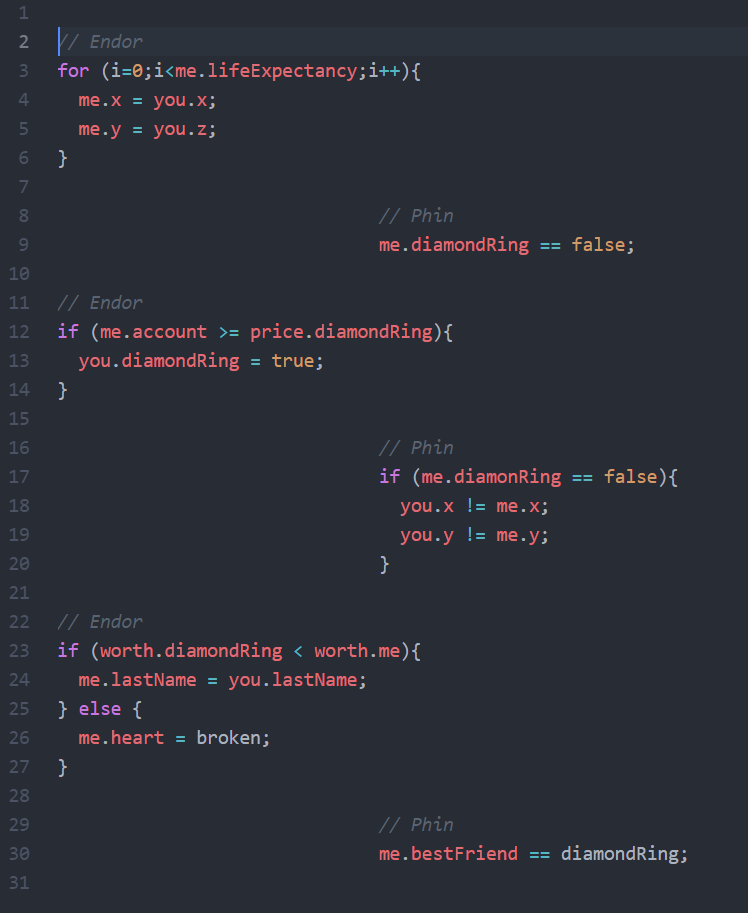 1
2 // Endor
3 for (i=0;i<me.lifeExpectancy;i++){
4 me.x = you.x;
5 me.y = you.z;
6 }
7
8 // Phin
9 me.diamondRing == false;
10
11 // Endor
12 if (me.account >= price.diamondRing){
13 you.diamondRing = true;
14 }
15
16 // Phin
17 if (me.diamonRing == false){
18 you.x != me.x;
19 you.y != me.y;
20 }
21
22 // Endor
23 if (worth.diamondRing < worth.me){
24 me.lastName = you.lastName;
25 } else {
26 me.heart = broken;
27 }
28
29 // Phin
30 me.bestFriend == diamondRing;
31